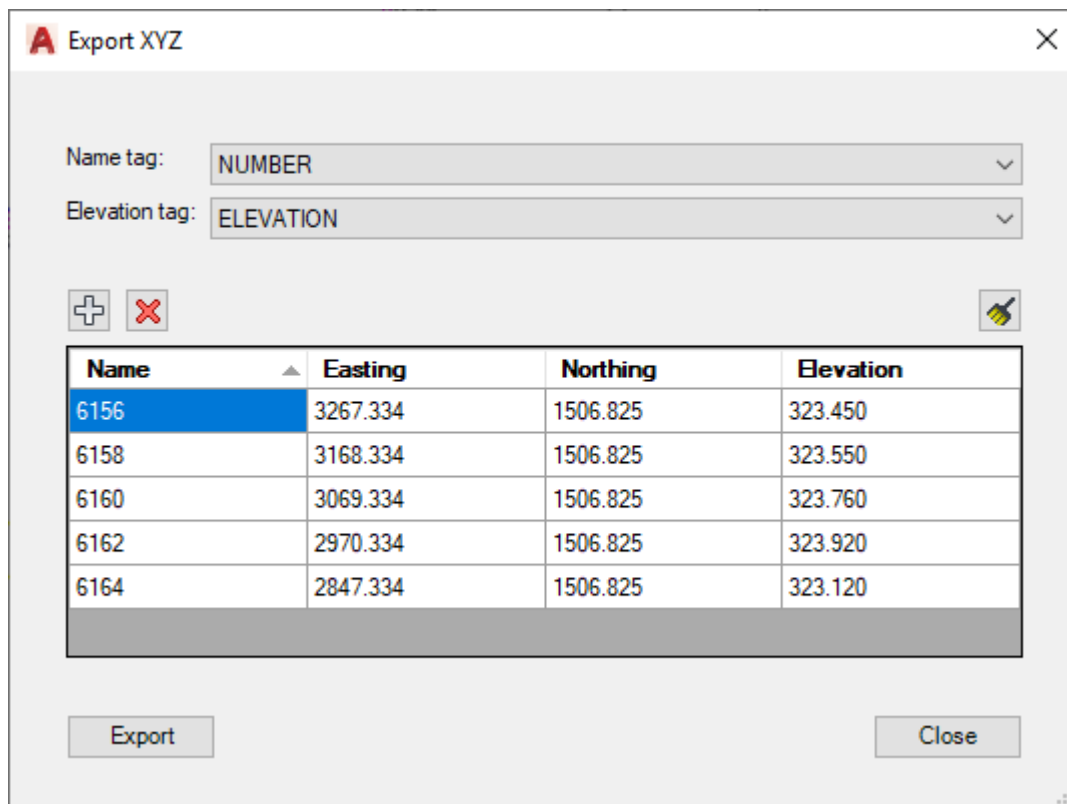 Export XYZ
Name tag: NUMBER
Elevation tag: ELEVATION
Name Easting Northing Elevation
6156 3267.334 1506.825 323.450
6158 3168.334 1506.825 323.550
6160 3069.334 1506.825 323.760
6162 2970.334 1506.825 323.920
6164 2847.334 1506.825 323.120
Export Close